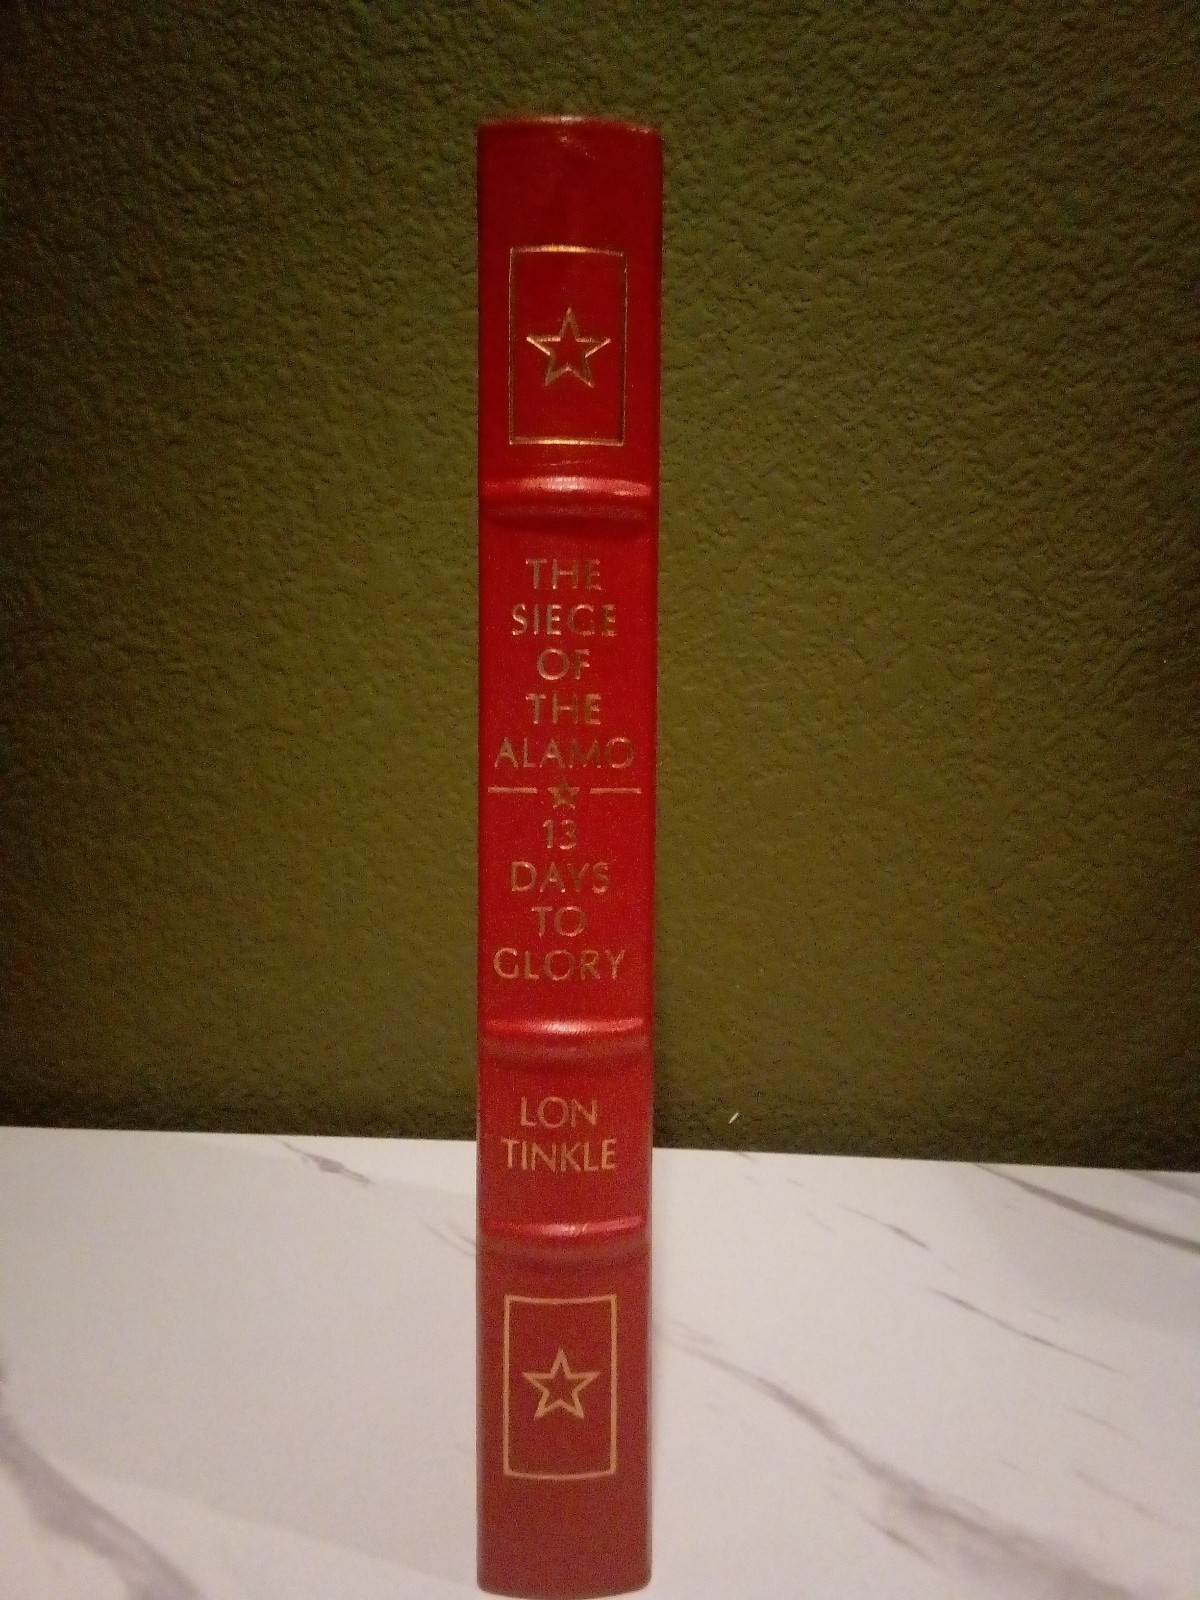 THE
SIEGE
OF
THE
ALAMO
13
DAYS
TO
GLORY
LON
TINKLE